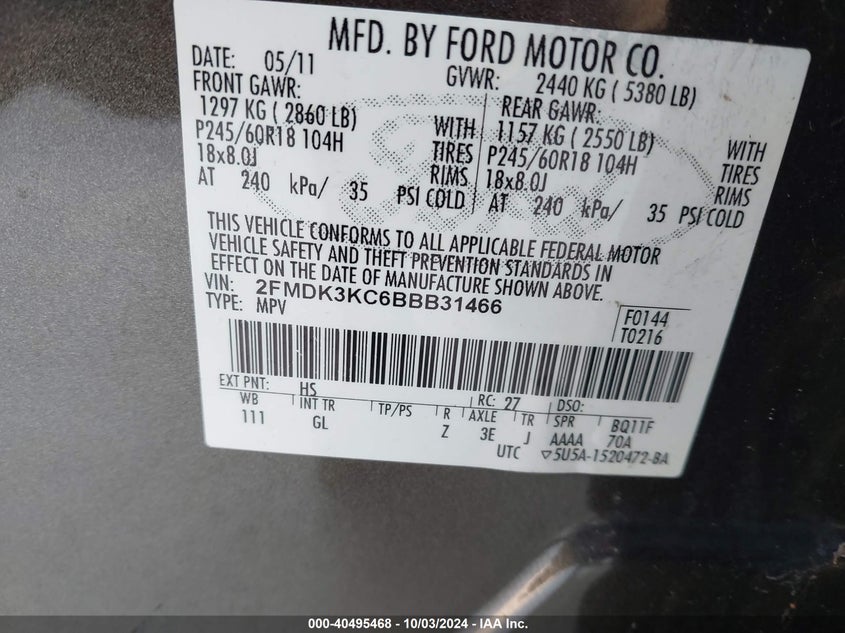 MFD. BY FORD MOTOR CO.
DATE: 05/11 GVWR: 2440 KG ( 5380 LB)
FRONT GAWR: REAR GAWR:
1297 KG ( 2860 LB) WITH 1157 KG ( 2550 LB) WITH
P245/60R18 104H TIRES P245/60R18 104H TIRES
18x8.0J RIMS 18x8.0J RIMS
AT 240 kPa/ 35 PSI COLD AT 240 kPa/ 35 PSI COLD
THIS VEHICLE CONFORMS TO ALL APPLICABLE FEDERAL MOTOR
VEHICLE SAFETY AND THEFT PREVENTION STANDARDS IN
EFFECT ON THE DATE OF MANUFACTURE SHOWN ABOVE.
VIN: 2FMDK3KC6BBB31466
TYPE: MPV
F0144
T0216
EXT PNT: HS RC: 27 DSO:
WB INT TR TP/PS R AXLE TR SPR BQ11F
111 GL Z 3E J AAAA 70A
UTC ▽5U5A-1520472-BA
000-40495468 - 10/03/2024 - IAA Inc.